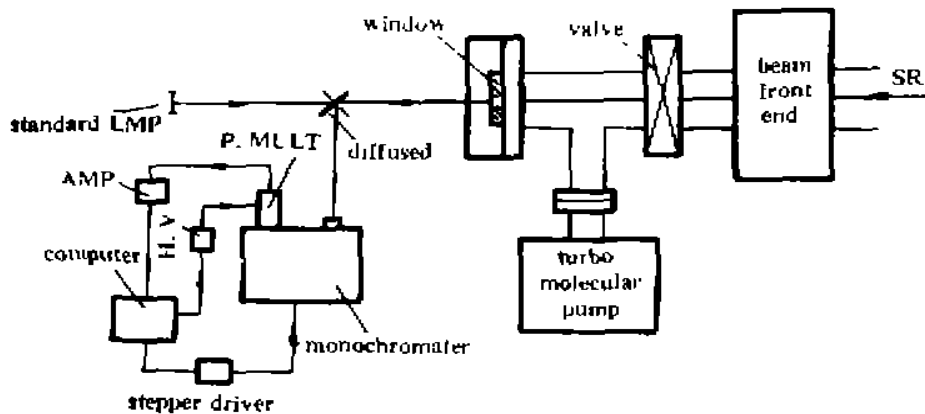 window
valve
beam
front
end
SR
standard LMP
P. MULT
diffused
AMP
H. V
computer
turbo
molecular
pump
monochromater
stepper driver